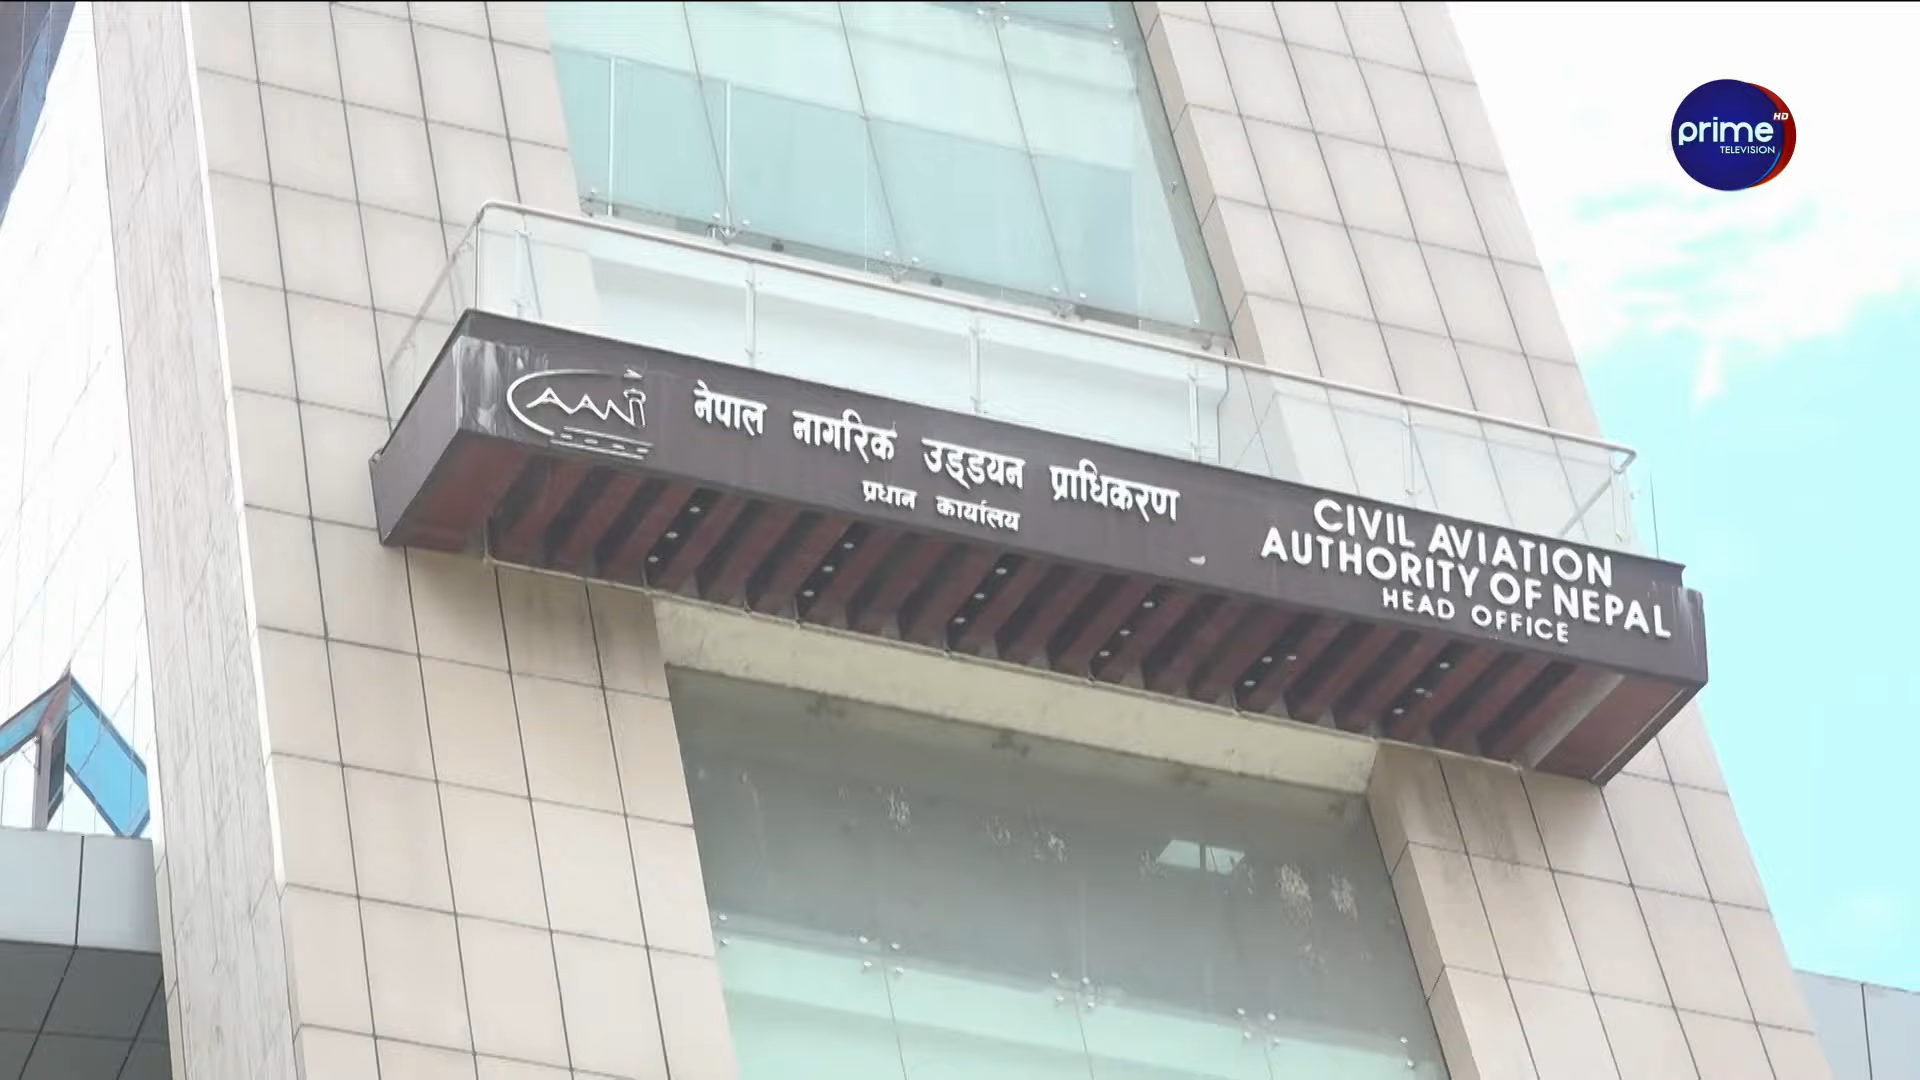 prime HD
TELEVISION
CAAN
नेपाल नागरिक उड्डयन प्राधिकरण
प्रधान कार्यालय
CIVIL AVIATION
AUTHORITY OF NEPAL
HEAD OFFICE